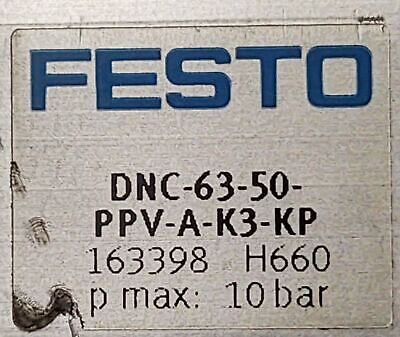 FESTO
DNC-63-50-
PPV-A-K3-KP
163398 H660
p max: 10 bar